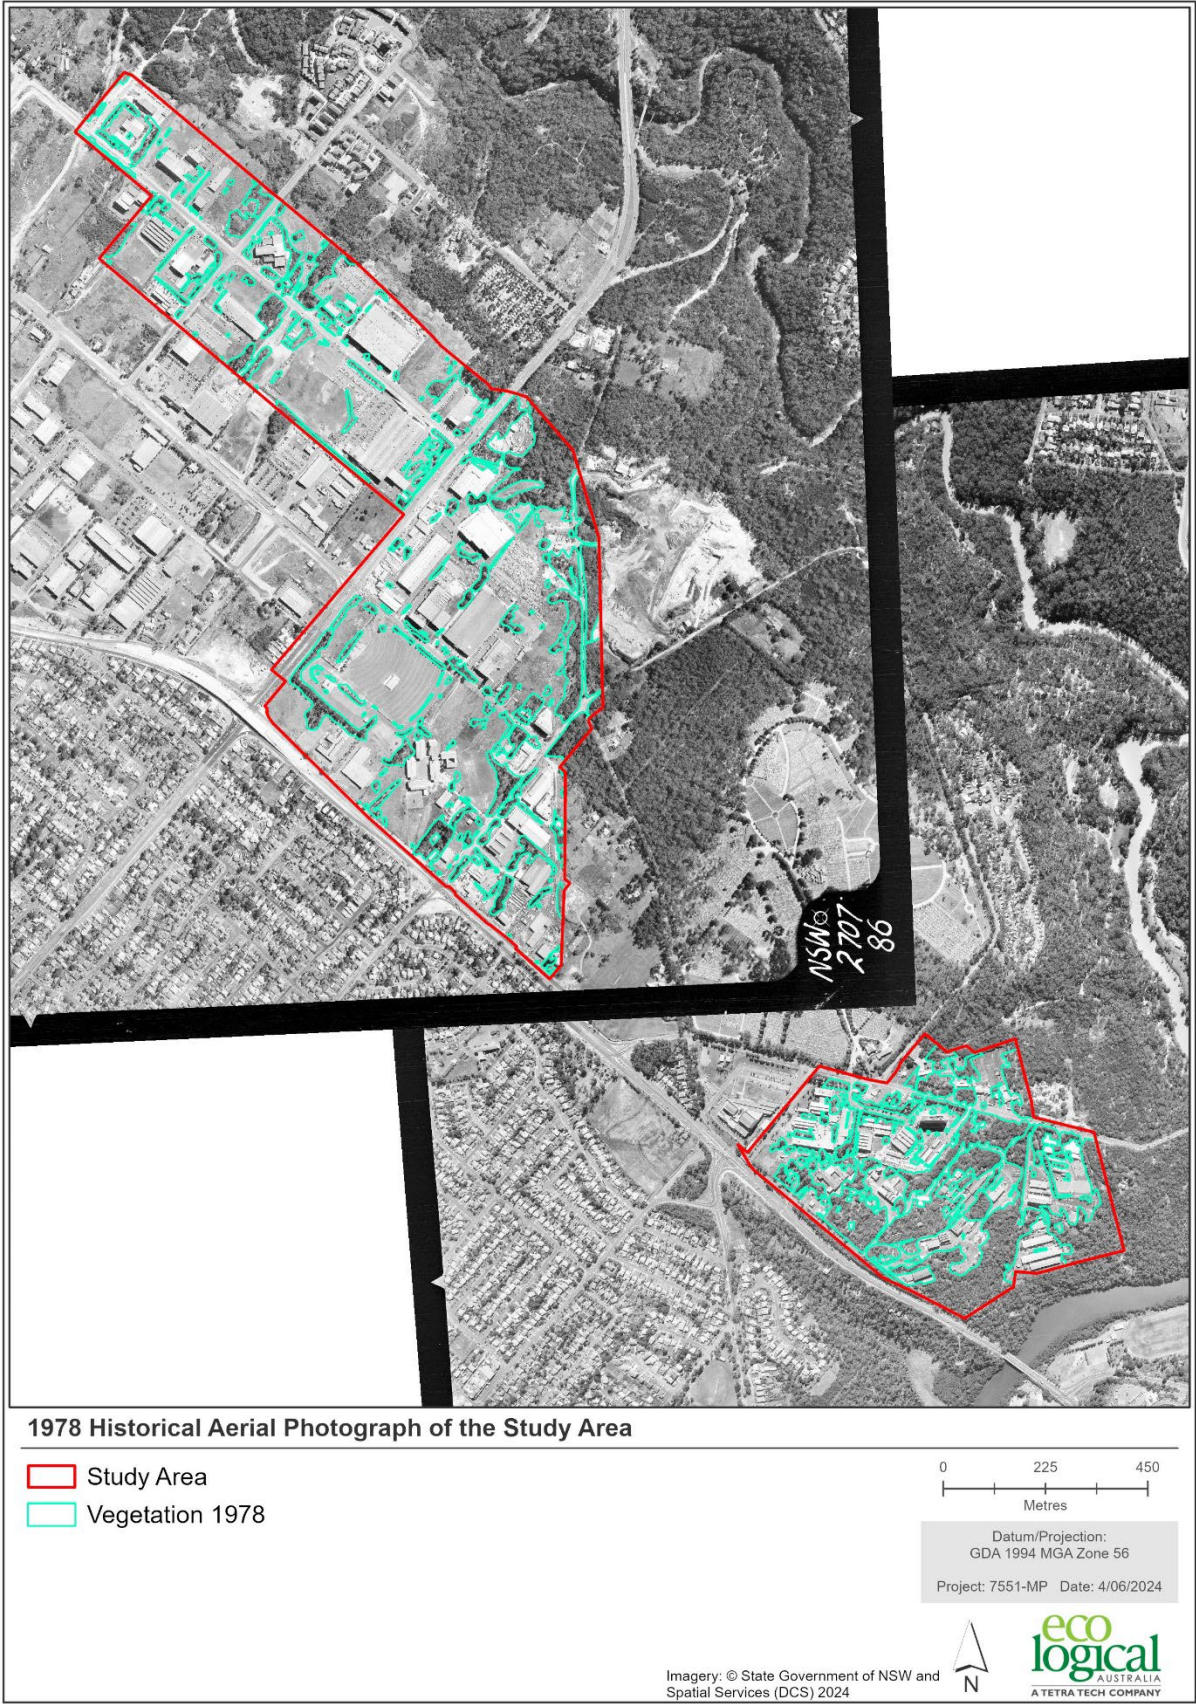 NSW
2707.
86
1978 Historical Aerial Photograph of the Study Area
Study Area
Vegetation 1978
0 225 450
Metres
Datum/Projection:
GDA 1994 MGA Zone 56
Project: 7551-MP Date: 4/06/2024
Imagery: © State Government of NSW and
Spatial Services (DCS) 2024
N
eco
logical
AUSTRALIA
A TETRA TECH COMPANY